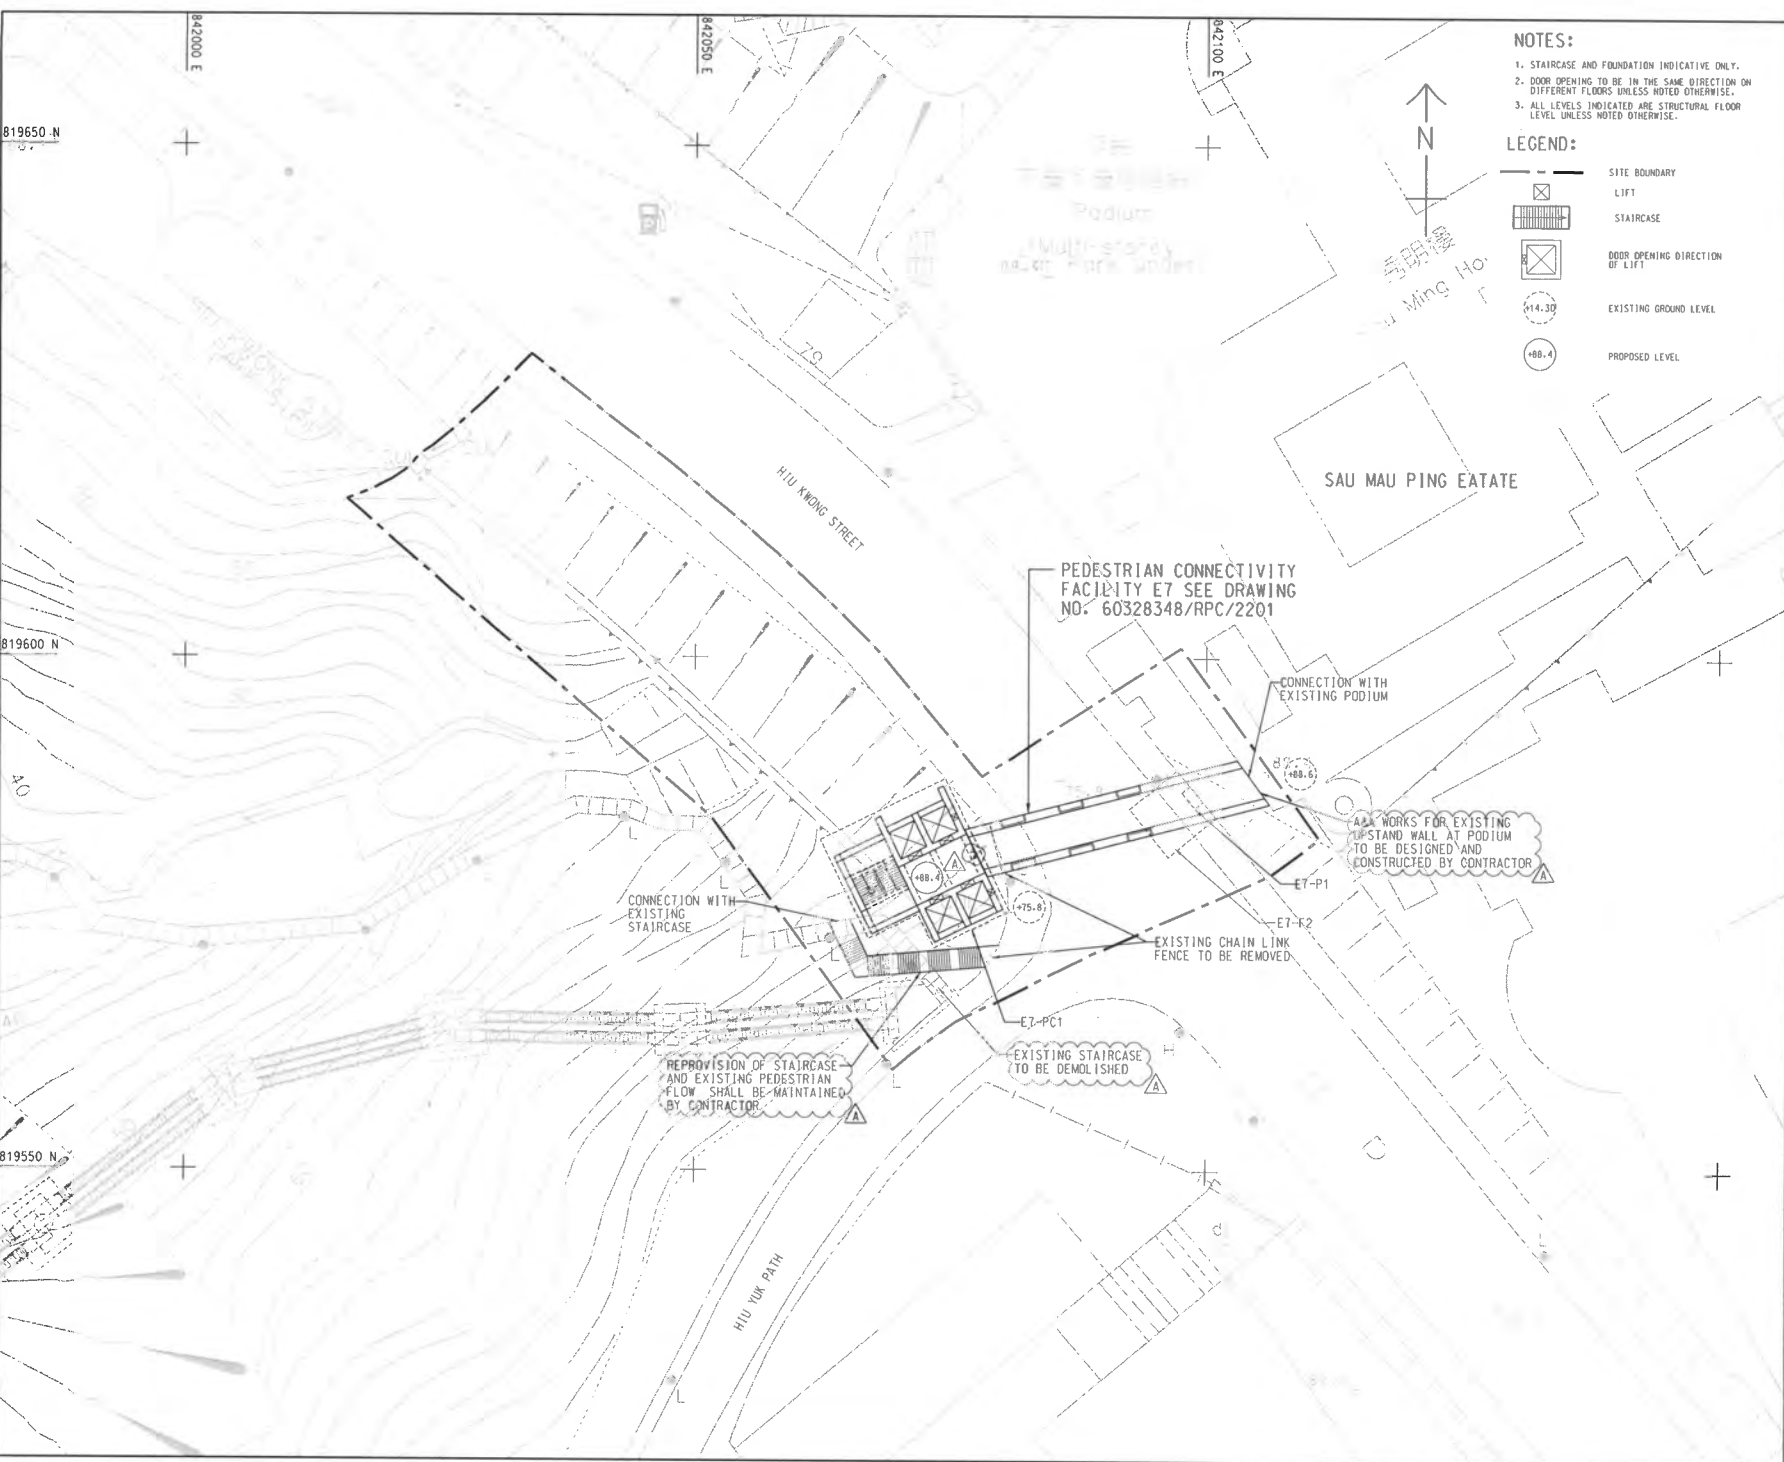 842000 E
842050 E
842100 E
819650 N
819600 N
819550 N
NOTES:
1. STAIRCASE AND FOUNDATION INDICATIVE ONLY.
2. DOOR OPENING TO BE IN THE SAME DIRECTION ON
DIFFERENT FLOORS UNLESS NOTED OTHERWISE.
3. ALL LEVELS INDICATED ARE STRUCTURAL FLOOR
LEVEL UNLESS NOTED OTHERWISE.
N
LEGEND:
SITE BOUNDARY
LIFT
STAIRCASE
DOOR OPENING DIRECTION
OF LIFT
+14.30
EXISTING GROUND LEVEL
+88.4
PROPOSED LEVEL
Podium
Ming Ho
79
HIU KWONG STREET
SAU MAU PING EATATE
PEDESTRIAN CONNECTIVITY
FACILITY E7 SEE DRAWING
NO. 60328348/RPC/2201
CONNECTION WITH
EXISTING PODIUM
+88.6
A&A WORKS FOR EXISTING
UPSTAND WALL AT PODIUM
TO BE DESIGNED AND
CONSTRUCTED BY CONTRACTOR
A
40
A
+88.4
+75.8
E7-P1
E7-F2
CONNECTION WITH
EXISTING
STAIRCASE
EXISTING CHAIN LINK
FENCE TO BE REMOVED
E7-PC1
REPROVISION OF STAIRCASE
AND EXISTING PEDESTRIAN
FLOW SHALL BE MAINTAINED
BY CONTRACTOR
A
EXISTING STAIRCASE
TO BE DEMOLISHED
A
L
L
L
L
L
H
HIU YUK PATH